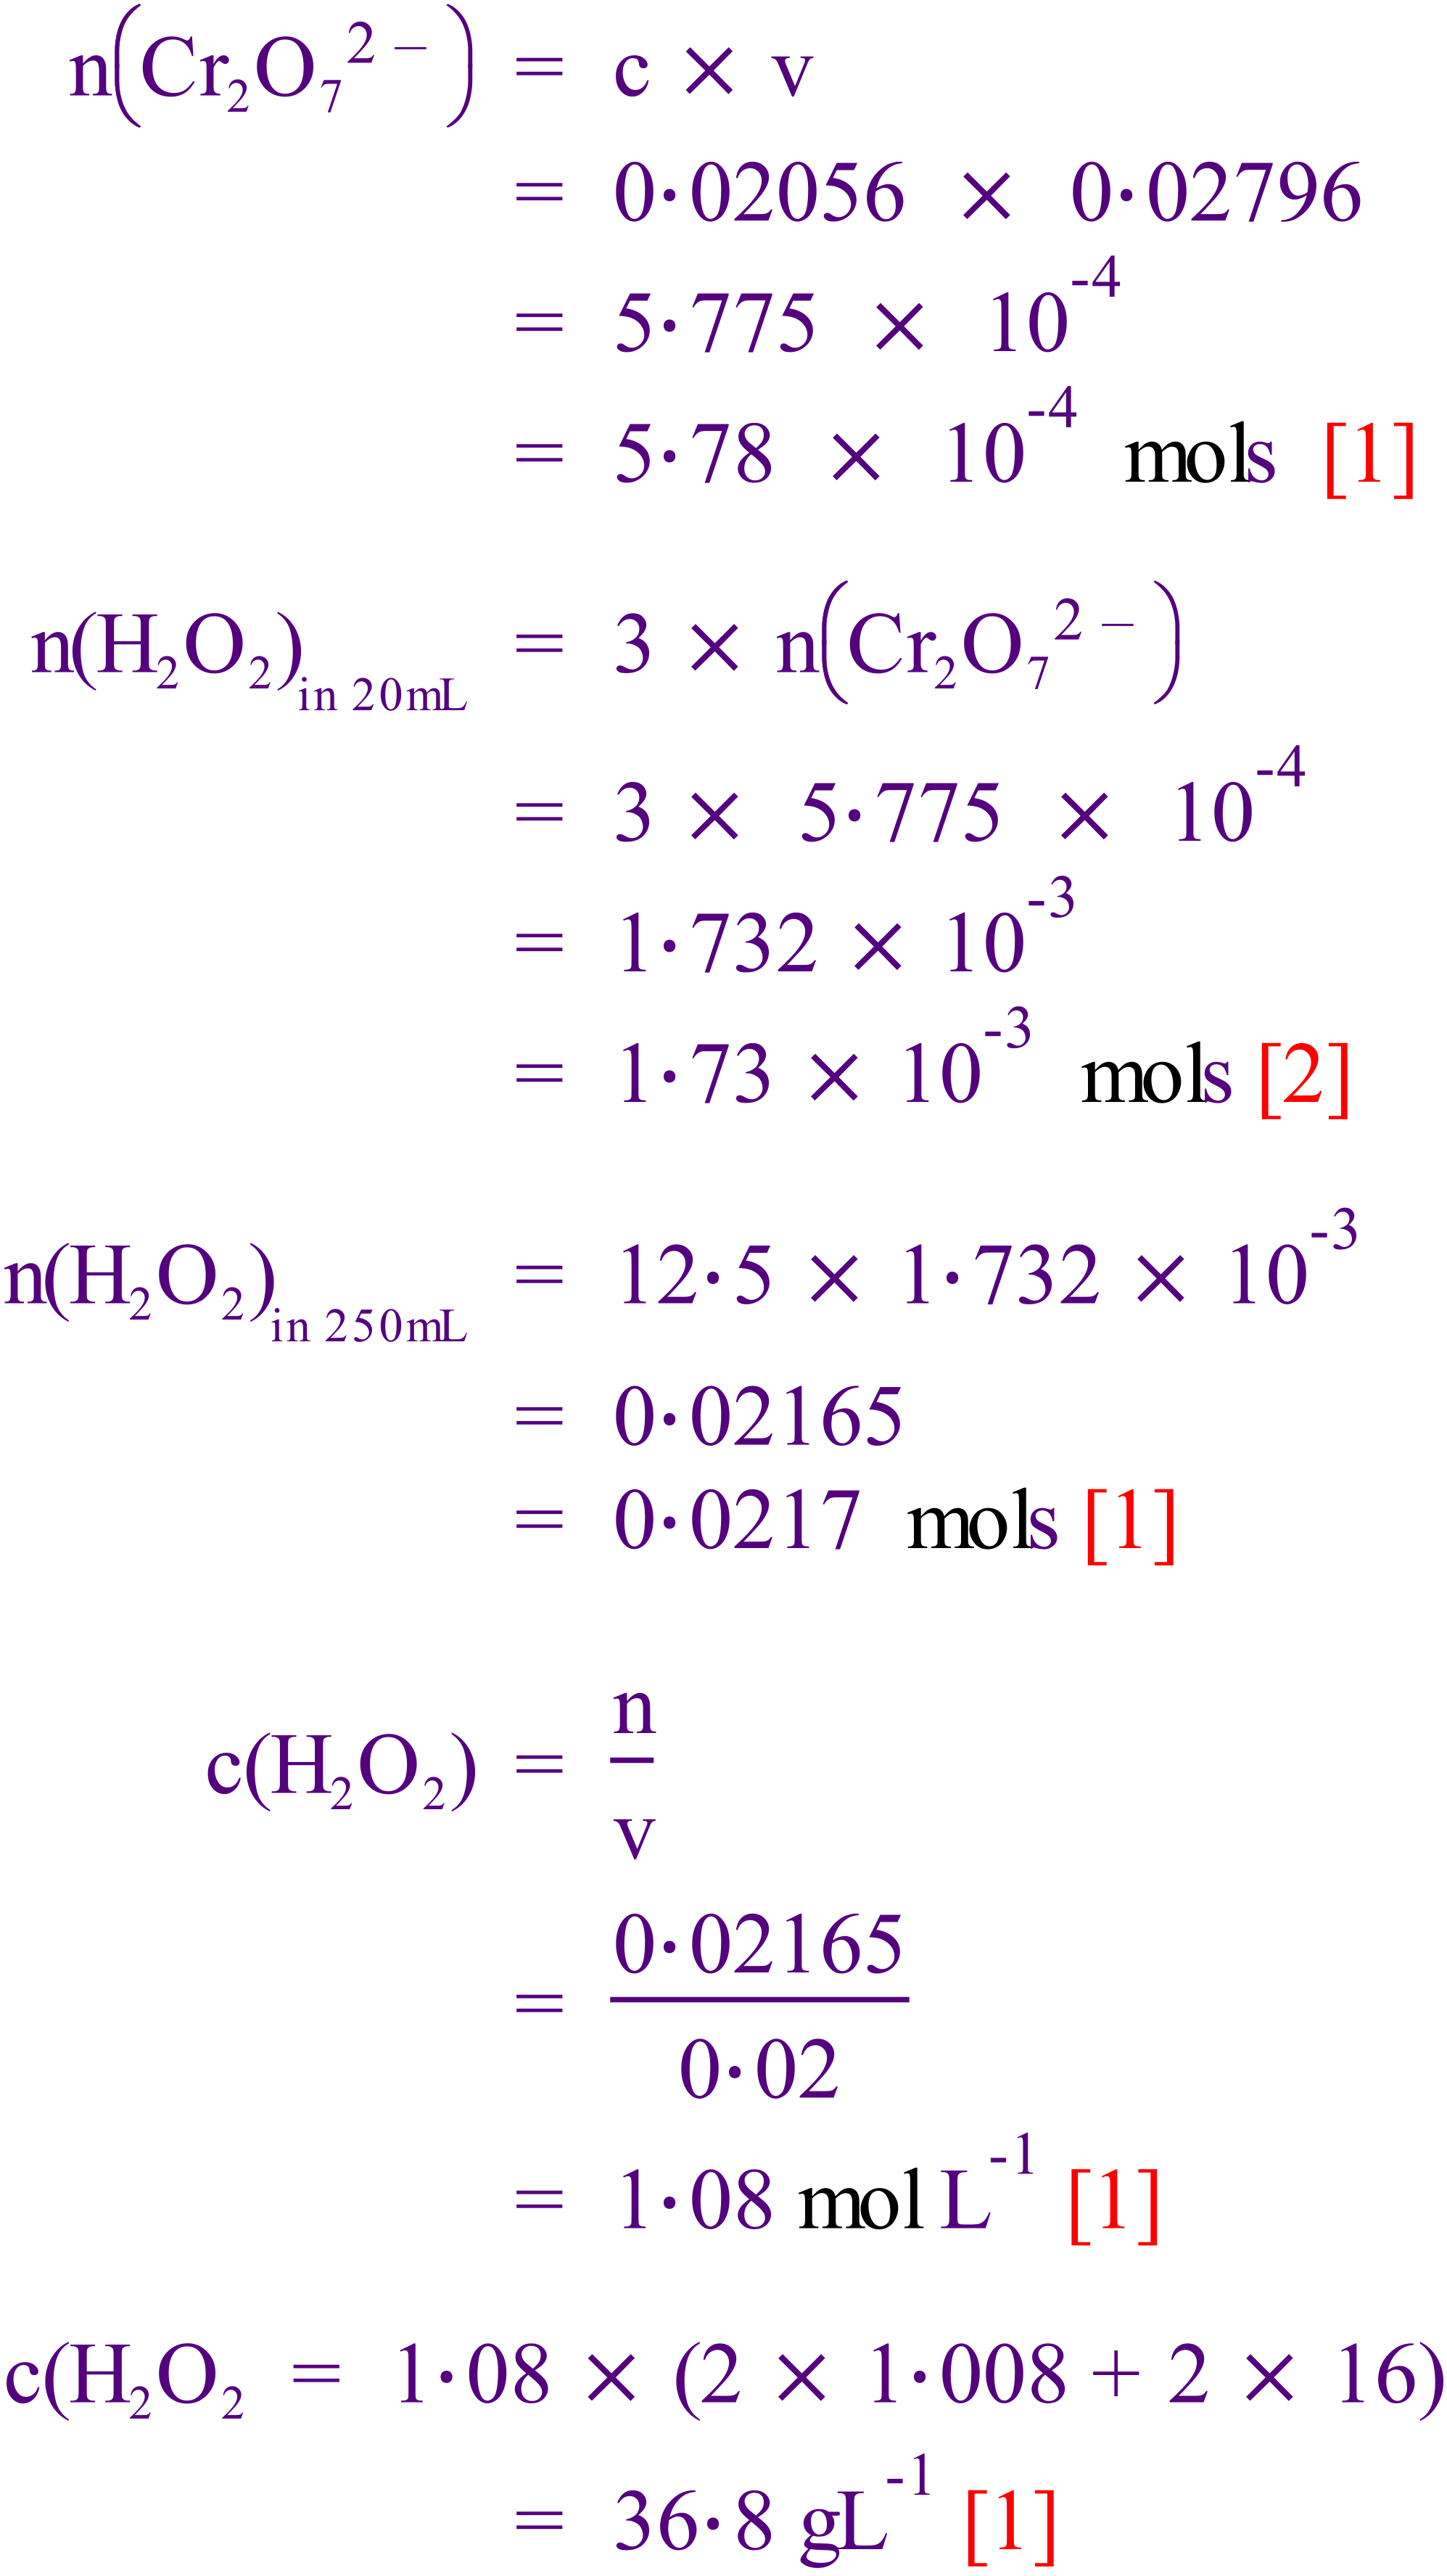 n(Cr₂O₇²⁻) = c × v
= 0·02056 × 0·02796
= 5·775 × 10⁻⁴
= 5·78 × 10⁻⁴ mols [1]
n(H₂O₂)in 20mL = 3 × n(Cr₂O₇²⁻)
= 3 × 5·775 × 10⁻⁴
= 1·732 × 10⁻³
= 1·73 × 10⁻³ mols [2]
n(H₂O₂)in 250mL = 12·5 × 1·732 × 10⁻³
= 0·02165
= 0·0217 mols [1]
c(H₂O₂) = n/v
= 0·02165/0·02
= 1·08 mol L⁻¹ [1]
c(H₂O₂ = 1·08 × (2 × 1·008 + 2 × 16)
= 36·8 gL⁻¹ [1]